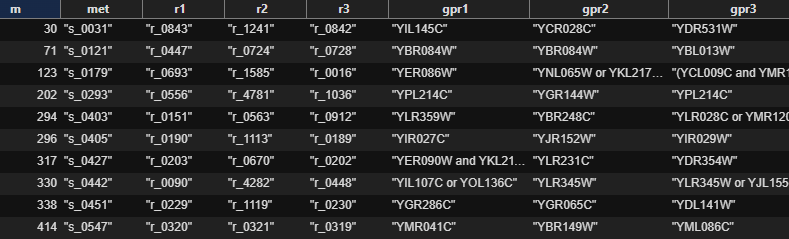 m met r1 r2 r3 gpr1 gpr2 gpr3
30 "s_0031" "r_0843" "r_1241" "r_0842" "YIL145C" "YCR028C" "YDR531W"
71 "s_0121" "r_0447" "r_0724" "r_0728" "YBR084W" "YBR084W" "YBL013W"
123 "s_0179" "r_0693" "r_1585" "r_0016" "YER086W" "YNL065W or YKL217... "(YCL009C and YMR1
202 "s_0293" "r_0556" "r_4781" "r_1036" "YPL214C" "YGR144W" "YPL214C"
294 "s_0403" "r_0151" "r_0563" "r_0912" "YLR359W" "YBR248C" "YLR028C or YMR120
296 "s_0405" "r_0190" "r_1113" "r_0189" "YIR027C" "YJR152W" "YIR029W"
317 "s_0427" "r_0203" "r_0670" "r_0202" "YER090W and YKL21... "YLR231C" "YDR354W"
330 "s_0442" "r_0090" "r_4282" "r_0448" "YIL107C or YOL136C" "YLR345W" "YLR345W or YJL155
338 "s_0451" "r_0229" "r_1119" "r_0230" "YGR286C" "YGR065C" "YDL141W"
414 "s_0547" "r_0320" "r_0321" "r_0319" "YMR041C" "YBR149W" "YML086C"